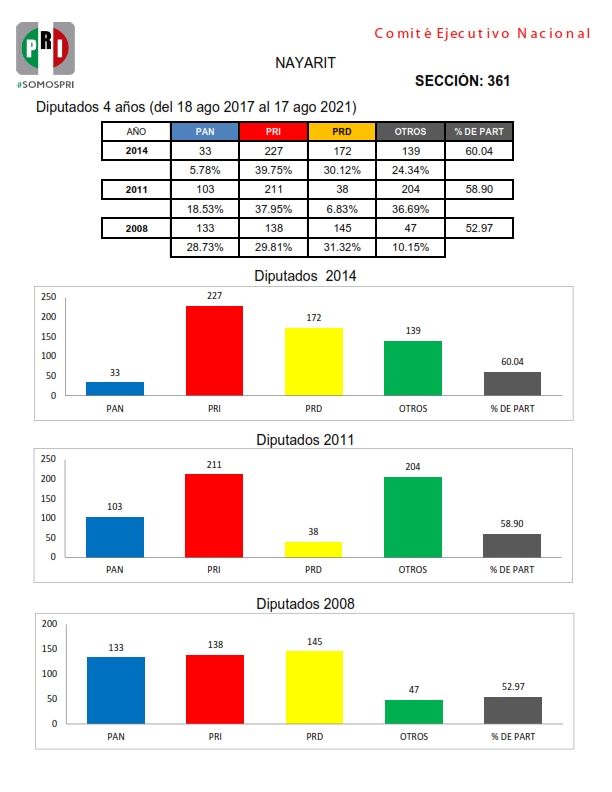 Comité Ejecutivo Nacional
PRI
#SOMOSPRI
NAYARIT
SECCIÓN: 361
Diputados 4 años (del 18 ago 2017 al 17 ago 2021)
AÑO PAN PRI PRD OTROS % DE PART
2014 33 227 172 139 60.04
5.78% 39.75% 30.12% 24.34%
2011 103 211 38 204 58.90
18.53% 37.95% 6.83% 36.69%
2008 133 138 145 47 52.97
28.73% 29.81% 31.32% 10.15%
Diputados 2014
250
200
150
100
50
0
33
227
172
139
60.04
PAN PRI PRD OTROS % DE PART
Diputados 2011
250
200
150
100
50
0
103
211
38
204
58.90
PAN PRI PRD OTROS % DE PART
Diputados 2008
200
150
100
50
0
133
138
145
47
52.97
PAN PRI PRD OTROS % DE PART